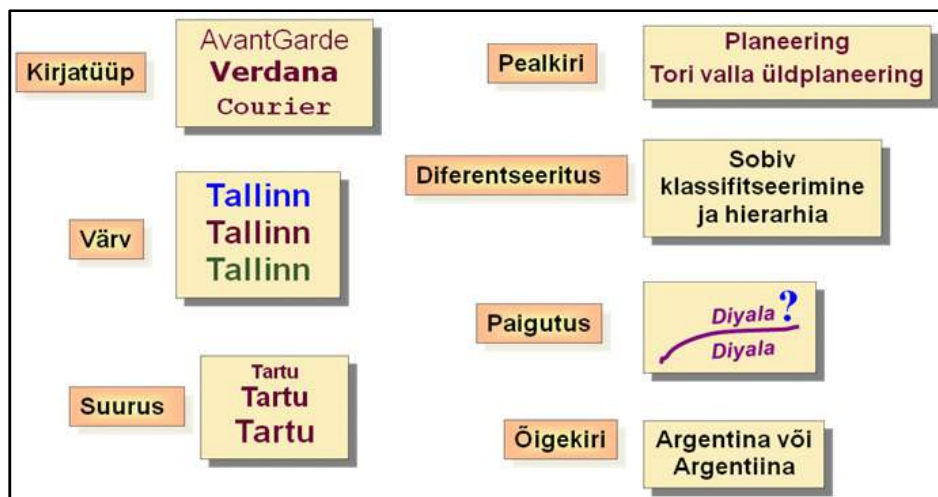 Kirjatüüp
AvantGarde
Verdana
Courier
Värv
Tallinn
Tallinn
Tallinn
Suurus
Tartu
Tartu
Tartu
Pealkiri
Planeering
Tori valla üldplaneering
Diferentseeritus
Sobiv
klassifitseerimine
ja hierarhia
Paigutus
Diyala ?
Diyala
Õigekiri
Argentina või
Argentiina